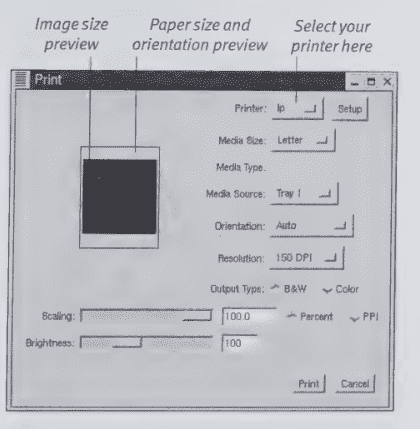 Image size
preview
Paper size and
orientation preview
Select your
printer here
Print
Printer: lp Setup
Media Size: Letter
Media Type:
Media Source: Tray 1
Orientation: Auto
Resolution: 150 DPI
Output Type: B&W Color
Scaling: 100.0 Percent PPI
Brightness: 100
Print Cancel